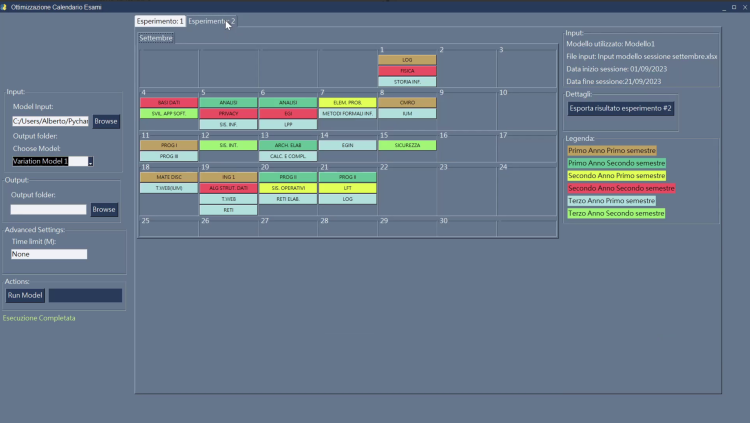 Ottimizzazione Calendario Esami
Esperimento: 1 Esperimento: 2
Settembre
1 2 3
LOG
FISICA
STORIA INF.
4 5 6 7 8 9 10
BASI DATI ANALISI ANALISI ELEM. PROB. CMRO
SVIL. APP SOFT. PRIVACY EGI METODI FORMALI INF. IUM
SIS. INF. LPP
11 12 13 14 15 16 17
PROG I SIS. INT. ARCH. ELAB EGIN SICUREZZA
PROG III CALC. E COMPL.
18 19 20 21 22 23 24
MATE DISC ING 1 PROG II PROG II
T.WEB(IUM) ALG STRUT. DATI SIS. OPERATIVI LFT
T.WEB RETI ELAB. LOG
RETI
25 26 27 28 29 30
Input:
Model Input:
C:/Users/Alberto/Pychar Browse
Output folder:
Choose Model:
Variation Model 1
Output:
Output folder:
Browse
Advanced Settings:
Time limit (M):
None
Actions:
Run Model
Esecuzione Completata
Input:
Modello utilizzato: Modello1
File input: Input modello sessione settembre.xlsx
Data inizio sessione: 01/09/2023
Data fine sessione:21/09/2023
Dettagli:
Esporta risultato esperimento #2
Legenda:
Primo Anno Primo semestre
Primo Anno Secondo semestre
Secondo Anno Primo semestre
Secondo Anno Secondo semestre
Terzo Anno Primo semestre
Terzo Anno Secondo semestre